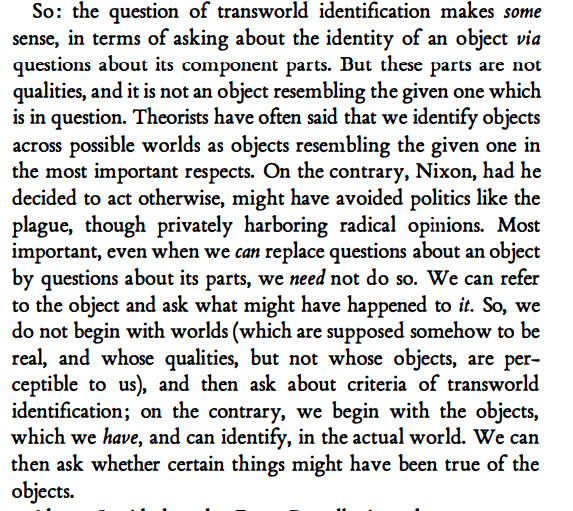 So: the question of transworld identification makes some
sense, in terms of asking about the identity of an object via
questions about its component parts. But these parts are not
qualities, and it is not an object resembling the given one which
is in question. Theorists have often said that we identify objects
across possible worlds as objects resembling the given one in
the most important respects. On the contrary, Nixon, had he
decided to act otherwise, might have avoided politics like the
plague, though privately harboring radical opinions. Most
important, even when we can replace questions about an object
by questions about its parts, we need not do so. We can refer
to the object and ask what might have happened to it. So, we
do not begin with worlds (which are supposed somehow to be
real, and whose qualities, but not whose objects, are per-
ceptible to us), and then ask about criteria of transworld
identification; on the contrary, we begin with the objects,
which we have, and can identify, in the actual world. We can
then ask whether certain things might have been true of the
objects.